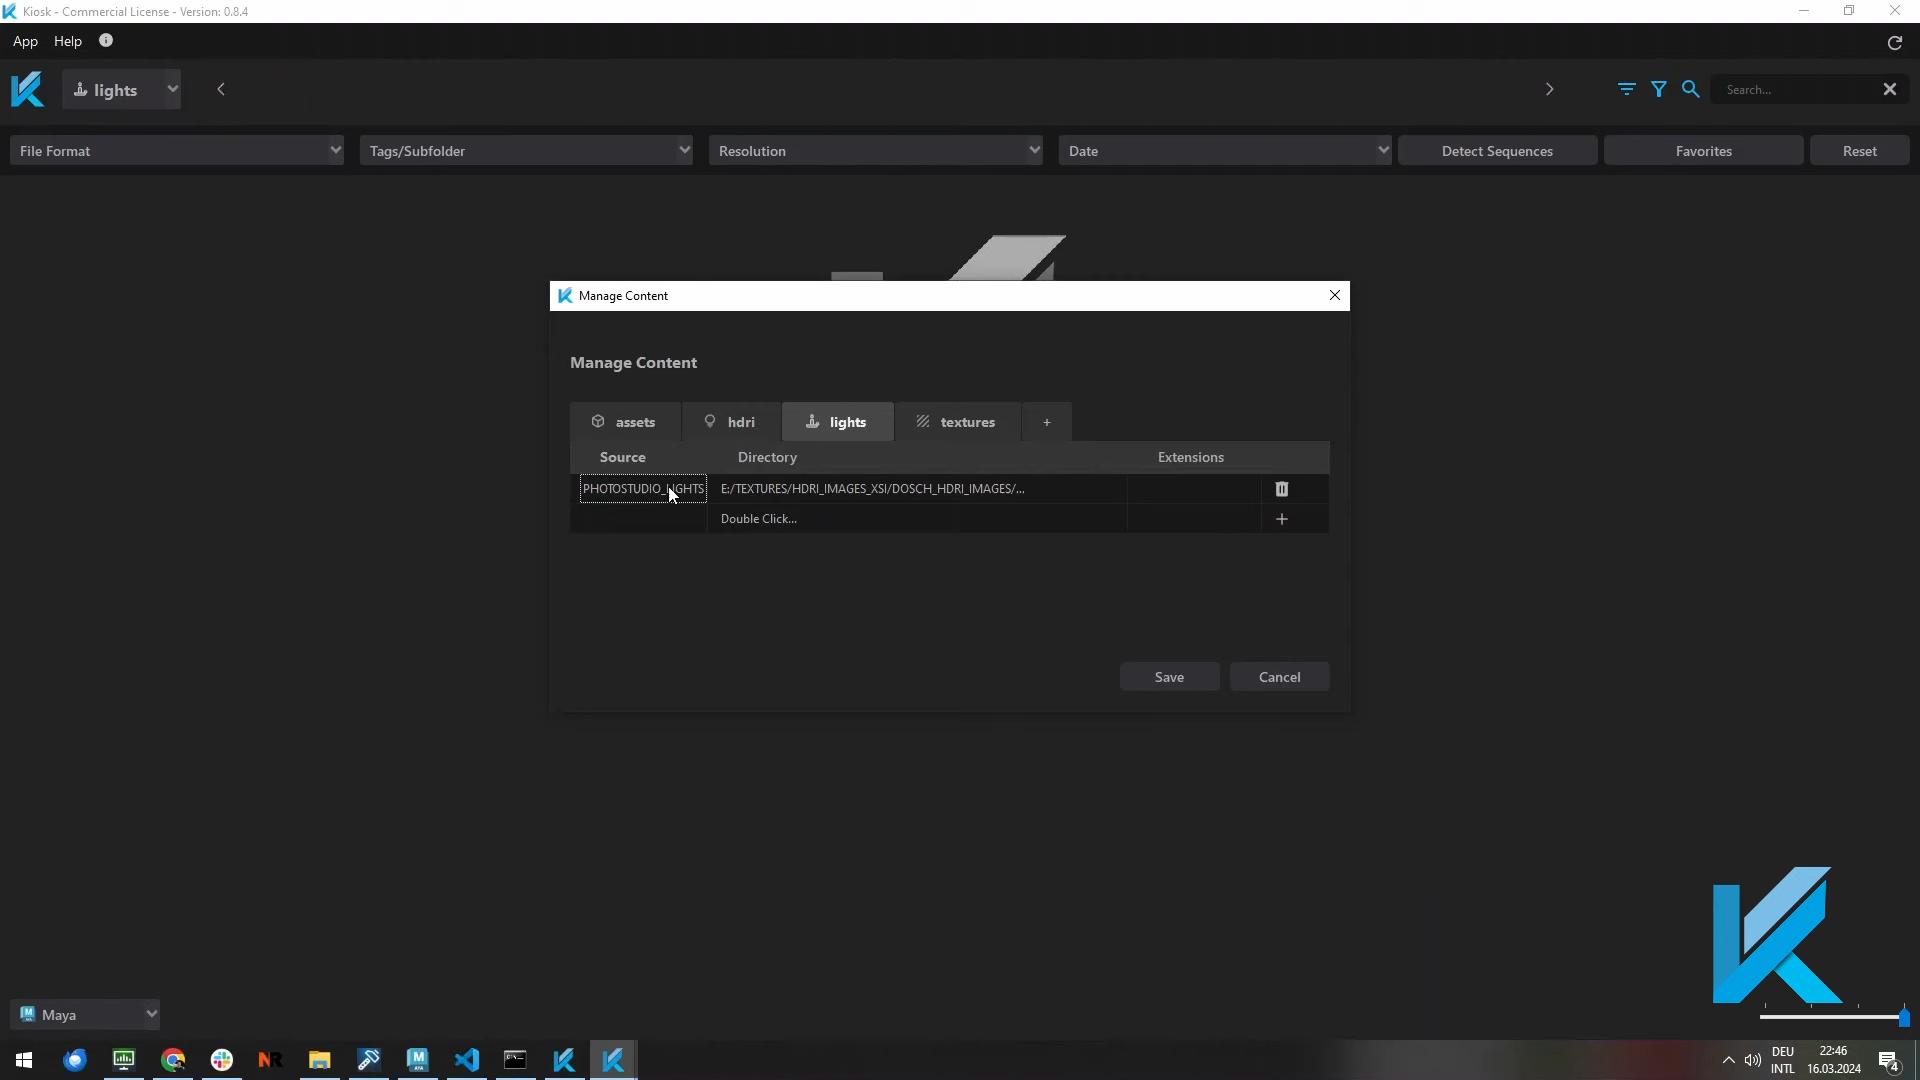 Kiosk - Commercial License - Version: 0.8.4
App Help
lights Search...
File Format Tags/Subfolder Resolution Date Detect Sequences Favorites Reset
Manage Content
Manage Content
assets hdri lights textures +
Source Directory Extensions
PHOTOSTUDIO_LIGHTS E:/TEXTURES/HDRI_IMAGES_XSI/DOSCH_HDRI_IMAGES/...
Double Click... +
Save Cancel
Maya
DEU 22:46
INTL 16.03.2024 4